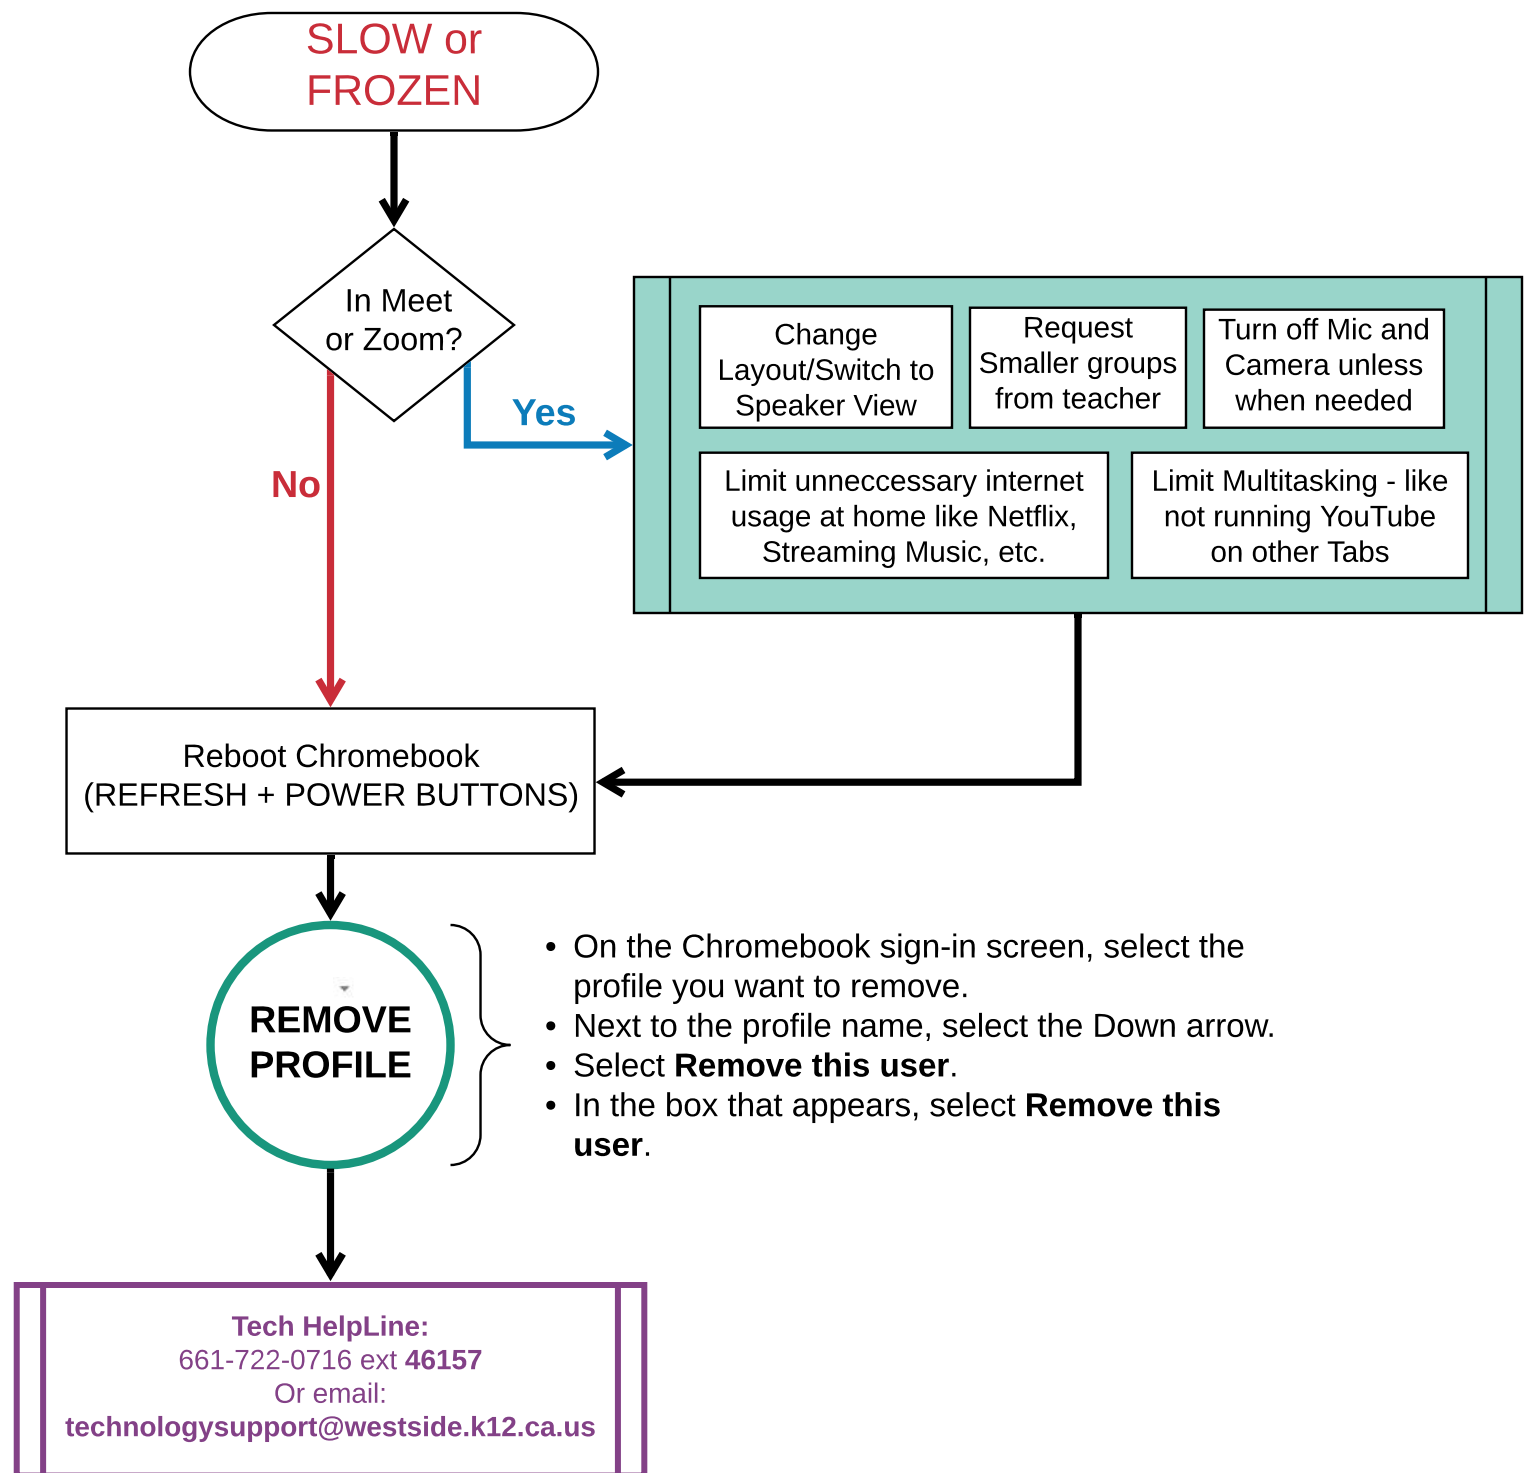 SLOW or
FROZEN
In Meet
or Zoom?
Yes
No
Change
Layout/Switch to
Speaker View
Request
Smaller groups
from teacher
Turn off Mic and
Camera unless
when needed
Limit unneccessary internet
usage at home like Netflix,
Streaming Music, etc.
Limit Multitasking - like
not running YouTube
on other Tabs
Reboot Chromebook
(REFRESH + POWER BUTTONS)
REMOVE
PROFILE
• On the Chromebook sign-in screen, select the
profile you want to remove.
• Next to the profile name, select the Down arrow.
• Select Remove this user.
• In the box that appears, select Remove this
user.
Tech HelpLine:
661-722-0716 ext 46157
Or email:
technologysupport@westside.k12.ca.us